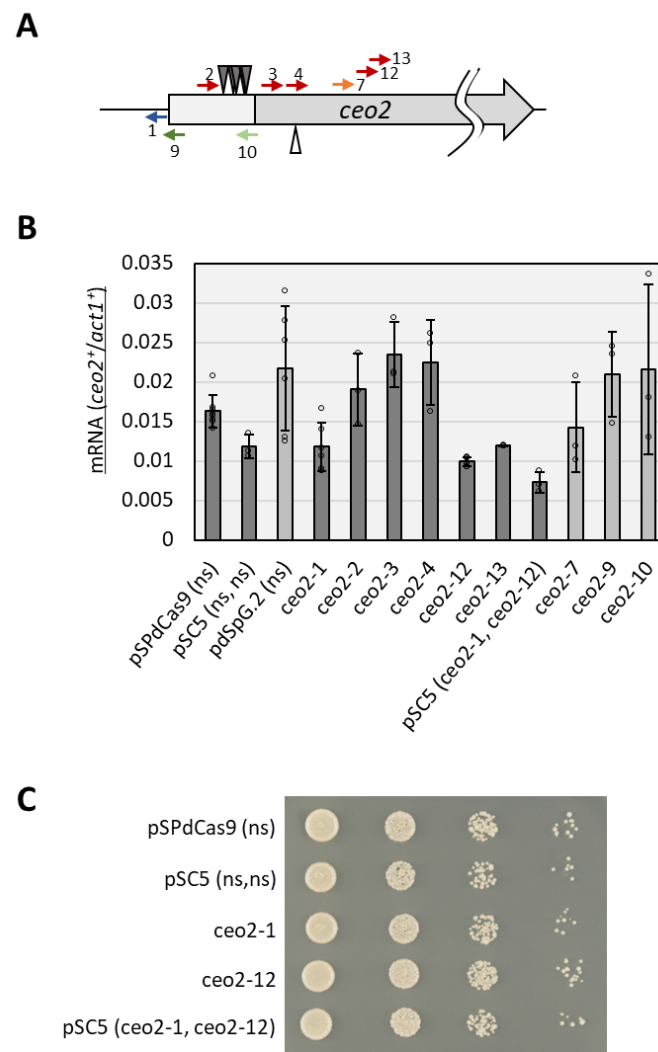 A
2
3
4
13
12
7
ceo2
1
9
10
B
mRNA (ceo2⁺/act1⁺)
0.035
0.03
0.025
0.02
0.015
0.01
0.005
0
pSPdCas9 (ns)
pSC5 (ns, ns)
pdSpG.2 (ns)
ceo2-1
ceo2-2
ceo2-3
ceo2-4
ceo2-12
ceo2-13
pSC5 (ceo2-1, ceo2-12)
ceo2-7
ceo2-9
ceo2-10
C
pSPdCas9 (ns)
pSC5 (ns,ns)
ceo2-1
ceo2-12
pSC5 (ceo2-1, ceo2-12)